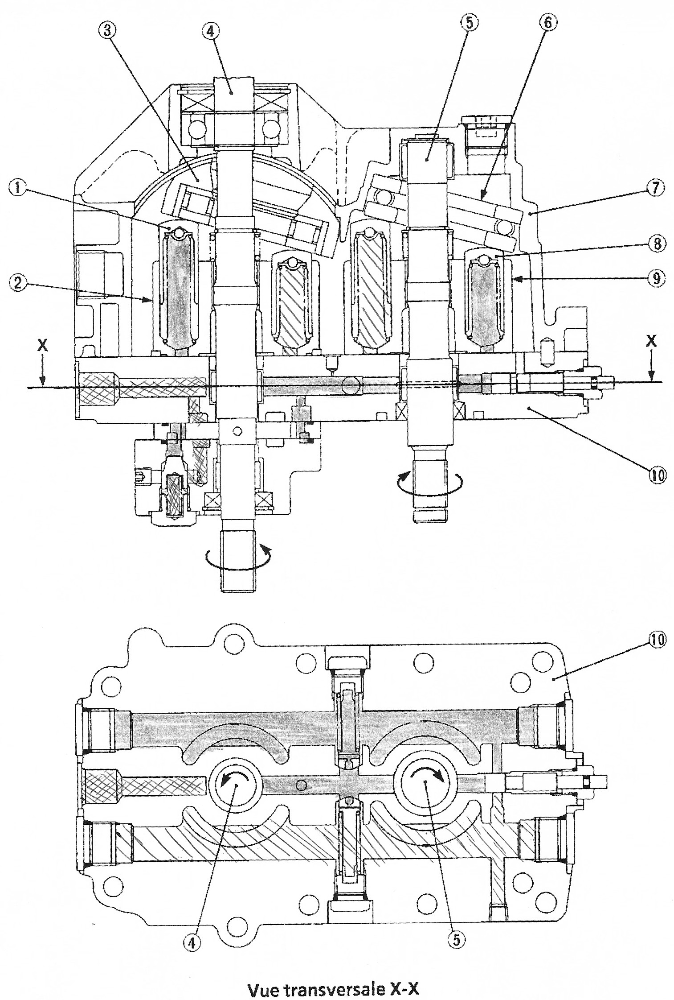 ③ ④ ⑤ ⑥
① ⑦
⑧
② ⑨
X X
⑩
⑩
④ ⑤
Vue transversale X-X